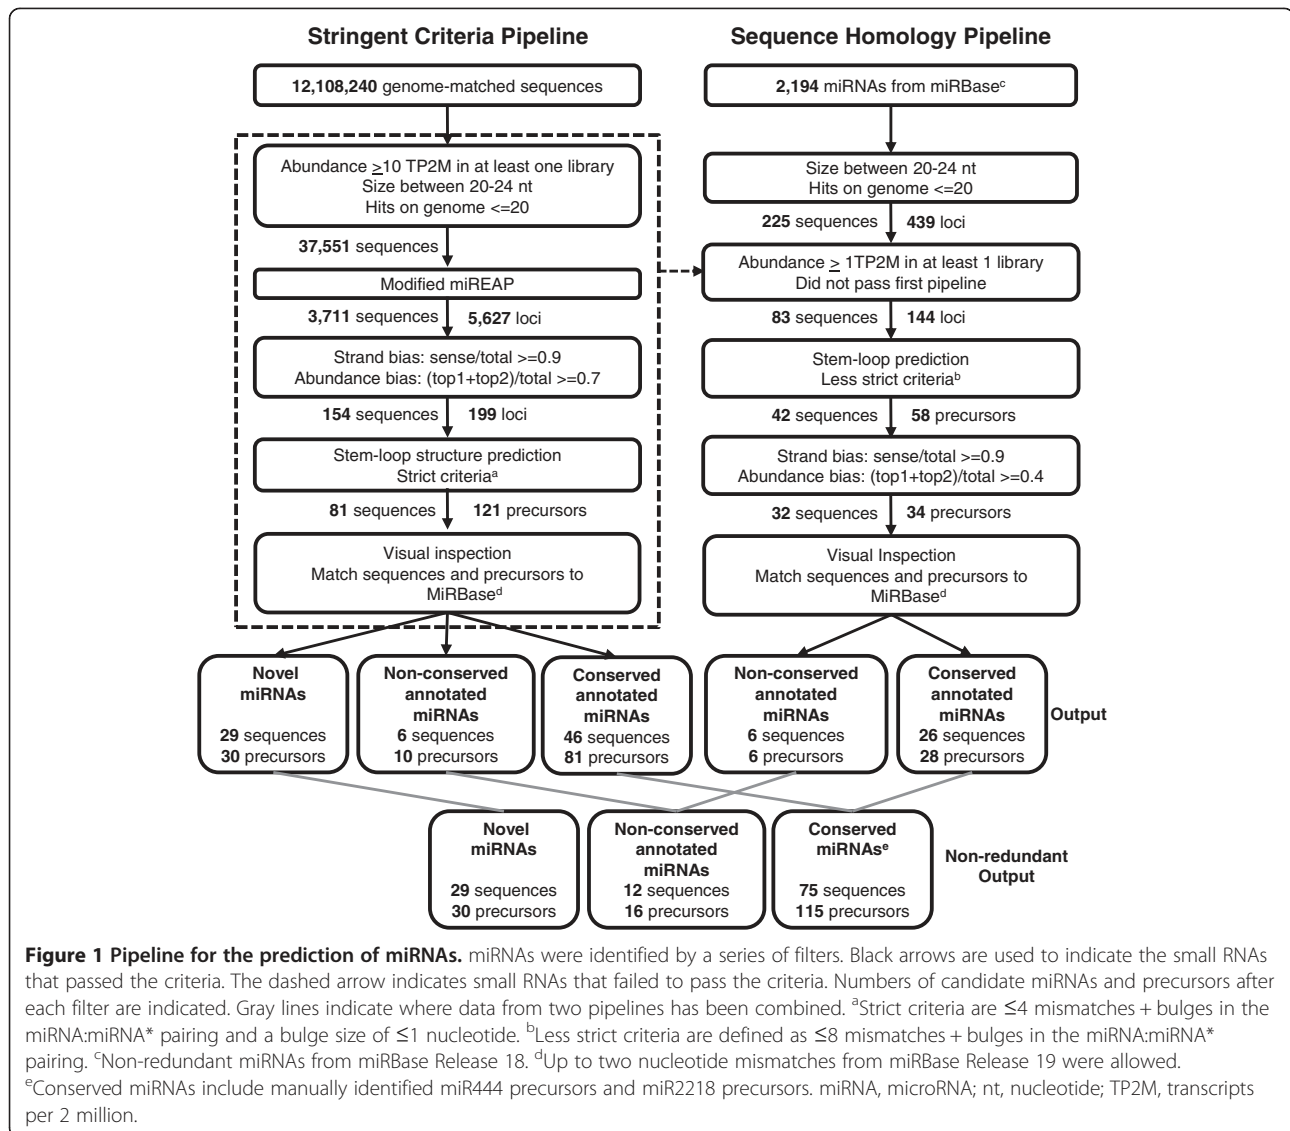 Stringent Criteria Pipeline
12,108,240 genome-matched sequences
Abundance ≥10 TP2M in at least one library
Size between 20-24 nt
Hits on genome <=20
37,551 sequences
Modified miREAP
3,711 sequences 5,627 loci
Strand bias: sense/total >=0.9
Abundance bias: (top1+top2)/total >=0.7
154 sequences 199 loci
Stem-loop structure prediction
Strict criteriaᵃ
81 sequences 121 precursors
Visual inspection
Match sequences and precursors to
MiRBaseᵈ
Sequence Homology Pipeline
2,194 miRNAs from miRBaseᶜ
Size between 20-24 nt
Hits on genome <=20
225 sequences 439 loci
Abundance ≥ 1TP2M in at least 1 library
Did not pass first pipeline
83 sequences 144 loci
Stem-loop prediction
Less strict criteriaᵇ
42 sequences 58 precursors
Strand bias: sense/total >=0.9
Abundance bias: (top1+top2)/total >=0.4
32 sequences 34 precursors
Visual Inspection
Match sequences and precursors to
MiRBaseᵈ
Novel
miRNAs
29 sequences
30 precursors
Non-conserved
annotated
miRNAs
6 sequences
10 precursors
Conserved
annotated
miRNAs
46 sequences
81 precursors
Non-conserved
annotated
miRNAs
6 sequences
6 precursors
Conserved
annotated
miRNAs
26 sequences
28 precursors
Output
Novel
miRNAs
29 sequences
30 precursors
Non-conserved
annotated
miRNAs
12 sequences
16 precursors
Conserved
miRNAsᵉ
75 sequences
115 precursors
Non-redundant
Output
Figure 1 Pipeline for the prediction of miRNAs. miRNAs were identified by a series of filters. Black arrows are used to indicate the small RNAs
that passed the criteria. The dashed arrow indicates small RNAs that failed to pass the criteria. Numbers of candidate miRNAs and precursors after
each filter are indicated. Gray lines indicate where data from two pipelines has been combined. ᵃStrict criteria are ≤4 mismatches + bulges in the
miRNA:miRNA* pairing and a bulge size of ≤1 nucleotide. ᵇLess strict criteria are defined as ≤8 mismatches + bulges in the miRNA:miRNA*
pairing. ᶜNon-redundant miRNAs from miRBase Release 18. ᵈUp to two nucleotide mismatches from miRBase Release 19 were allowed.
ᵉConserved miRNAs include manually identified miR444 precursors and miR2218 precursors. miRNA, microRNA; nt, nucleotide; TP2M, transcripts
per 2 million.